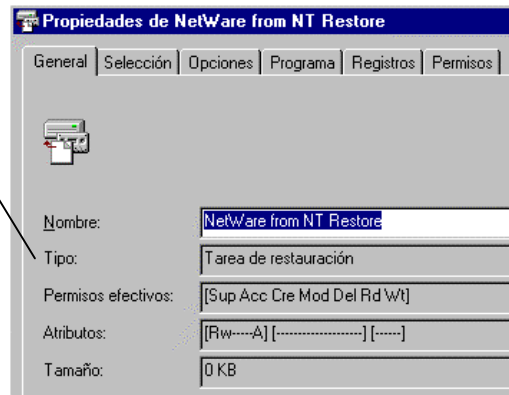 Propiedades de NetWare from NT Restore
General Selección Opciones Programa Registros Permisos
Nombre: NetWare from NT Restore
Tipo: Tarea de restauración
Permisos efectivos: [Sup Acc Cre Mod Del Rd Wt]
Atributos: [Rw-----A] [--------------------] [------]
Tamaño: 0 KB